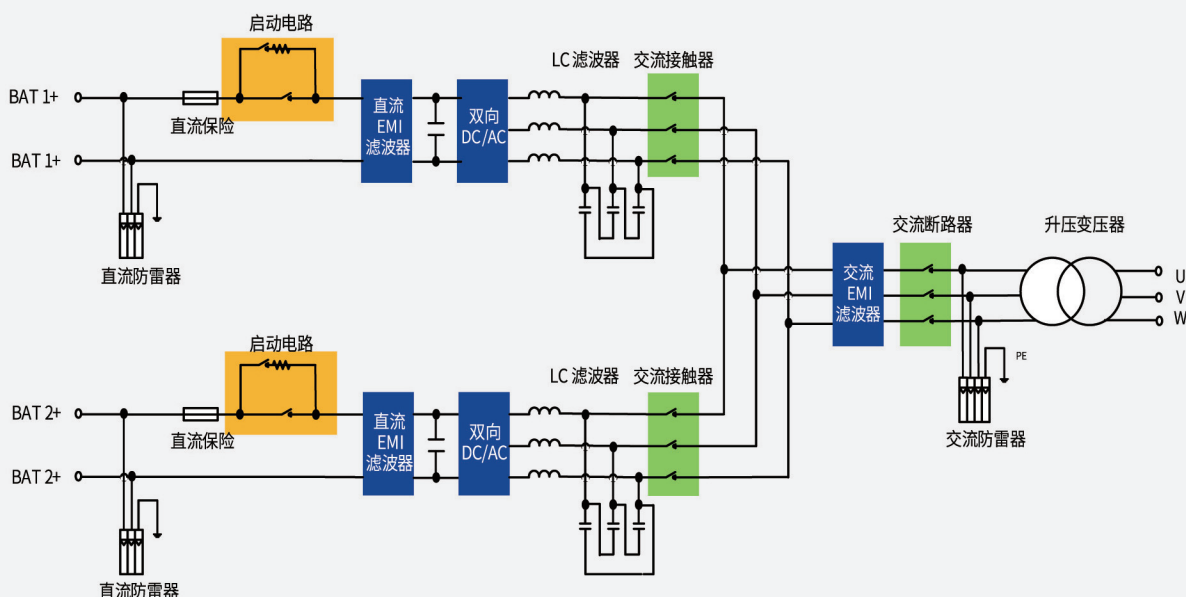 启动电路
LC 滤波器
交流接触器
BAT 1+
直流保险
直流
EMI
滤波器
双向
DC/AC
BAT 1+
直流防雷器
交流断路器
升压变压器
交流
EMI
滤波器
U
V
W
PE
交流防雷器
启动电路
LC 滤波器
交流接触器
BAT 2+
直流保险
直流
EMI
滤波器
双向
DC/AC
BAT 2+
直流防雷器